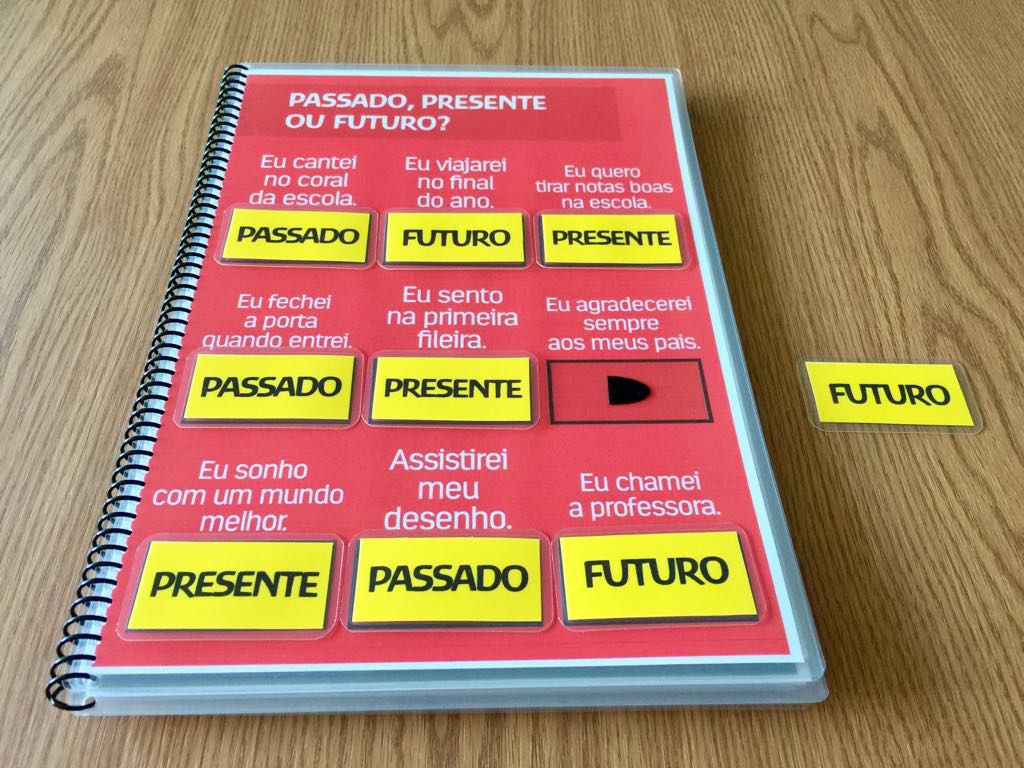 PASSADO, PRESENTE
OU FUTURO?
Eu cantei
no coral
da escola.
PASSADO
Eu viajarei
no final
do ano.
FUTURO
Eu quero
tirar notas boas
na escola.
PRESENTE
Eu fechei
a porta
quando entrei.
PASSADO
Eu sento
na primeira
fileira.
PRESENTE
Eu agradecerei
sempre
aos meus pais.
FUTURO
Eu sonho
com um mundo
melhor.
PRESENTE
Assistirei
meu
desenho.
PASSADO
Eu chamei
a professora.
FUTURO